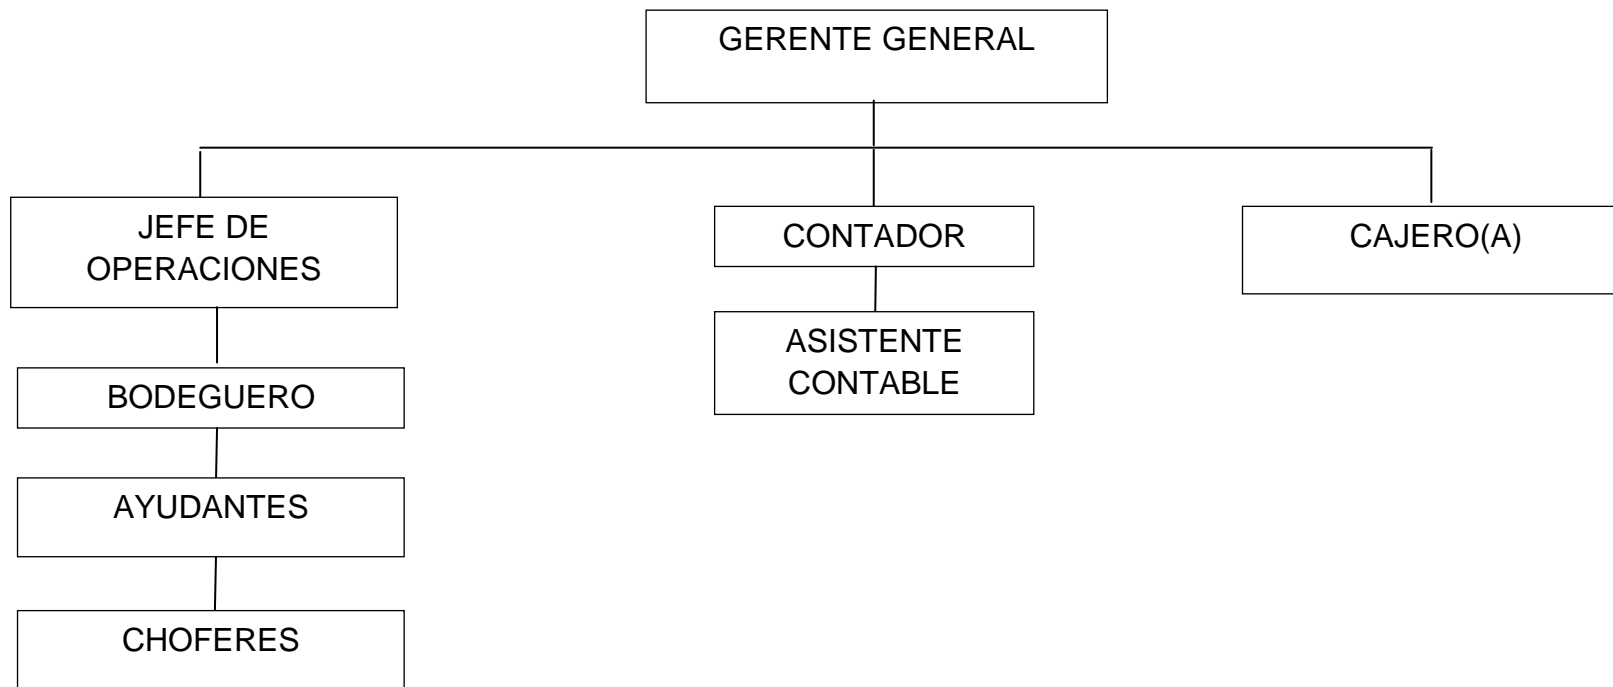 GERENTE GENERAL
JEFE DE
OPERACIONES
CONTADOR
CAJERO(A)
ASISTENTE
CONTABLE
BODEGUERO
AYUDANTES
CHOFERES